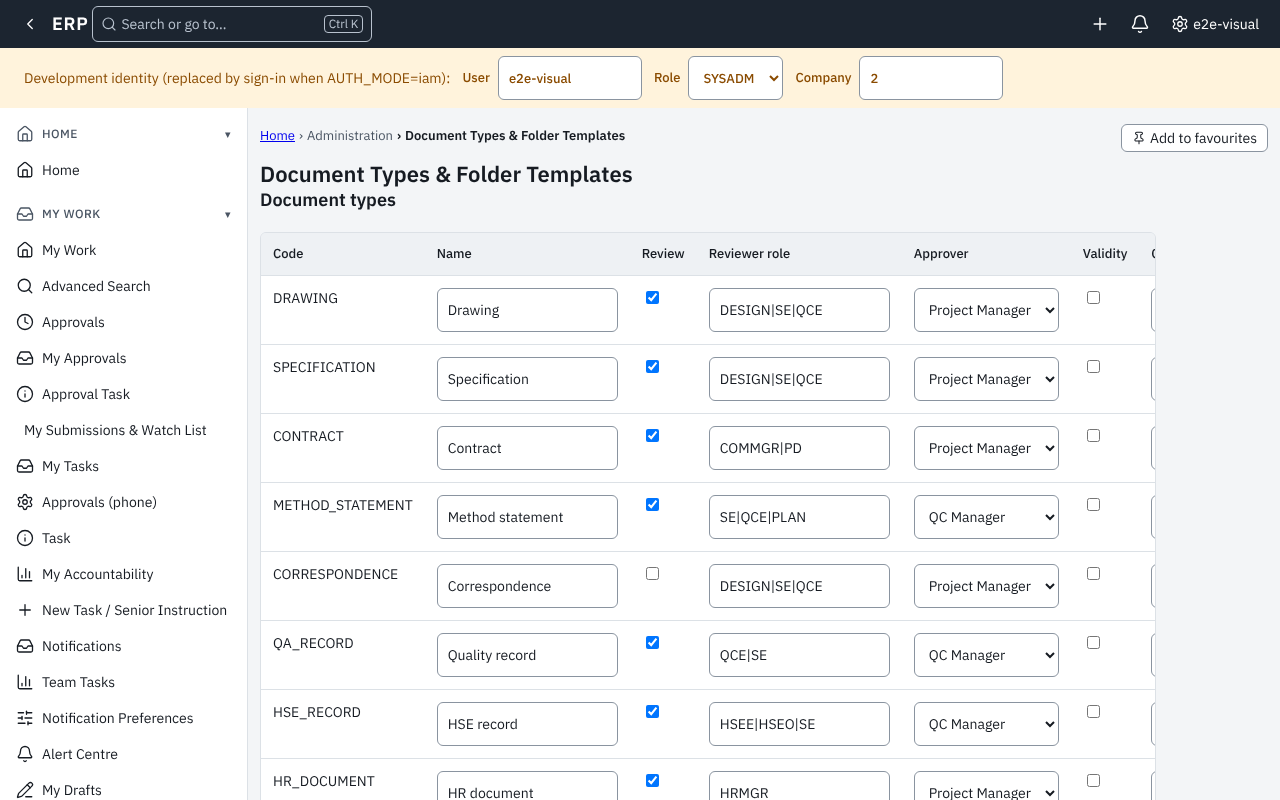 ERP
Search or go to...
Ctrl K
e2e-visual
Development identity (replaced by sign-in when AUTH_MODE=iam):
User
e2e-visual
Role
SYSADM
Company
2
HOME
Home
MY WORK
My Work
Advanced Search
Approvals
My Approvals
Approval Task
My Submissions & Watch List
My Tasks
Approvals (phone)
Task
My Accountability
New Task / Senior Instruction
Notifications
Team Tasks
Notification Preferences
Alert Centre
My Drafts
Home › Administration › Document Types & Folder Templates
Add to favourites
Document Types & Folder Templates
Document types
Code Name Review Reviewer role Approver Validity
DRAWING Drawing DESIGN|SE|QCE Project Manager
SPECIFICATION Specification DESIGN|SE|QCE Project Manager
CONTRACT Contract COMMGR|PD Project Manager
METHOD_STATEMENT Method statement SE|QCE|PLAN QC Manager
CORRESPONDENCE Correspondence DESIGN|SE|QCE Project Manager
QA_RECORD Quality record QCE|SE QC Manager
HSE_RECORD HSE record HSEE|HSEO|SE QC Manager
HR_DOCUMENT HR document HRMGR Project Manager